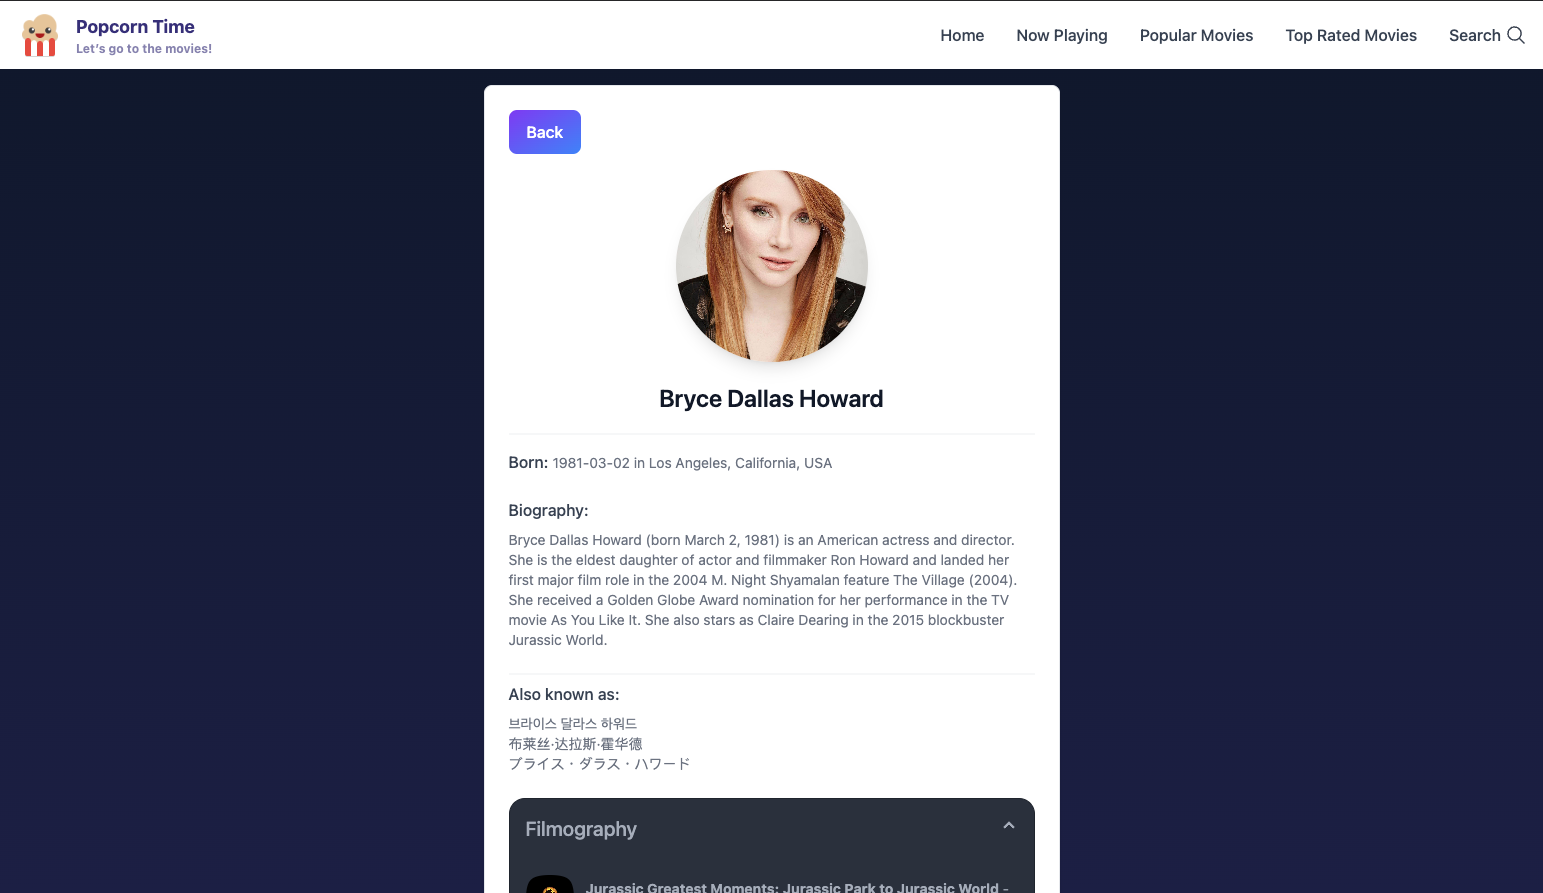 Popcorn Time
Let's go to the movies!
Home
Now Playing
Popular Movies
Top Rated Movies
Search
Back
Bryce Dallas Howard
Born: 1981-03-02 in Los Angeles, California, USA
Biography:
Bryce Dallas Howard (born March 2, 1981) is an American actress and director.
She is the eldest daughter of actor and filmmaker Ron Howard and landed her
first major film role in the 2004 M. Night Shyamalan feature The Village (2004).
She received a Golden Globe Award nomination for her performance in the TV
movie As You Like It. She also stars as Claire Dearing in the 2015 blockbuster
Jurassic World.
Also known as:
브라이스 달라스 하워드
布莱丝·达拉斯·霍华德
ブライス・ダラス・ハワード
Filmography
Jurassic Greatest Moments: Jurassic Park to Jurassic World -